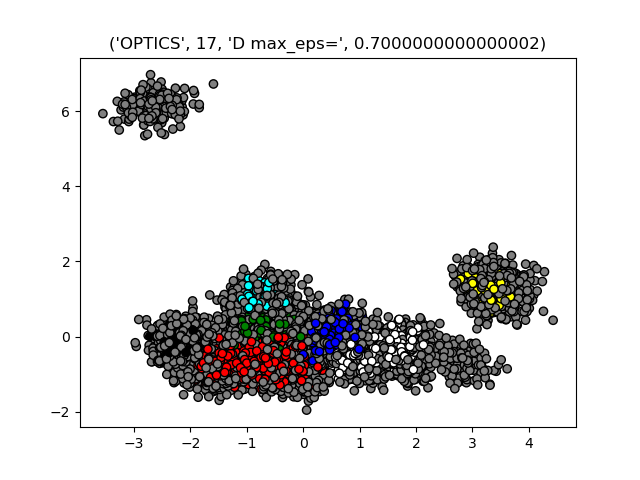 ('OPTICS', 17, 'D max_eps=', 0.7000000000000002)
6
4
2
0
−2
−3 −2 −1 0 1 2 3 4